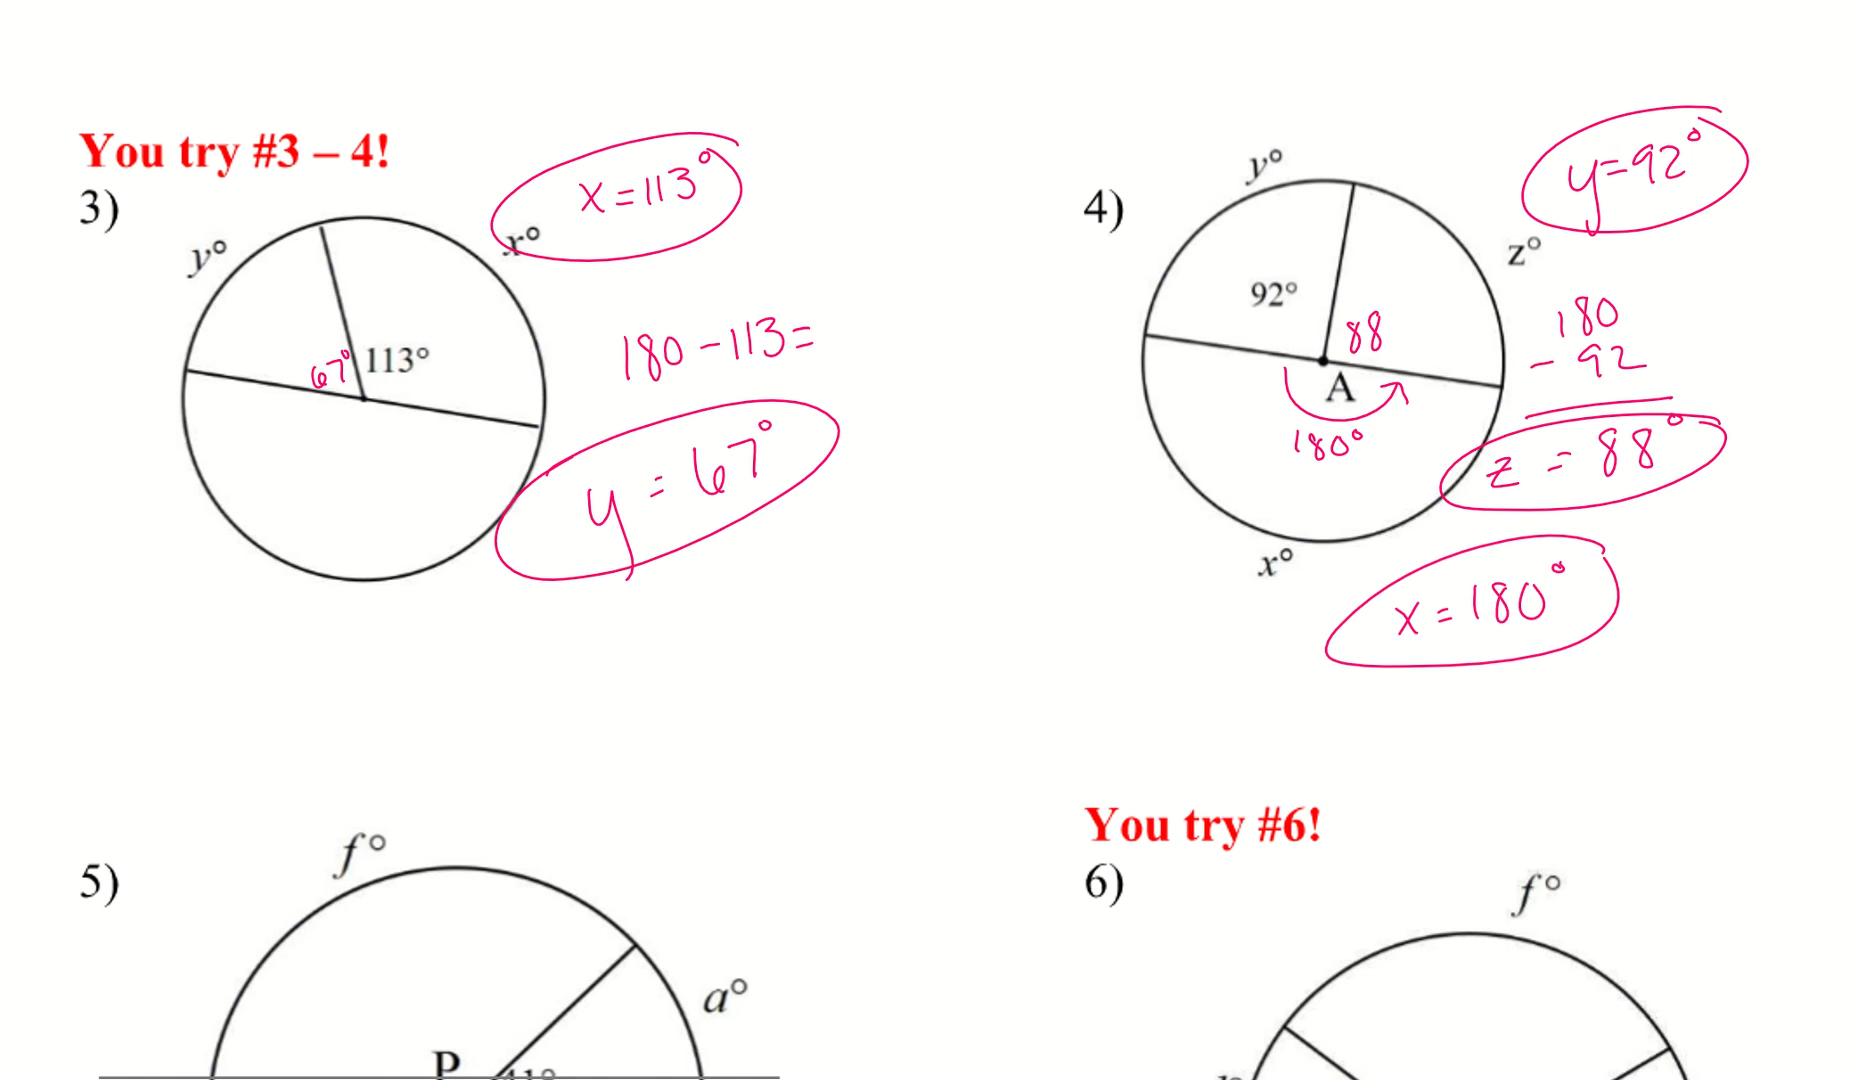 You try #3 – 4!
3)
x = 113°
y°
x°
67°
113°
180 - 113 =
y = 67°
4)
y°
y = 92°
z°
92°
88
180
- 92
A
180°
z = 88°
x°
x = 180°
5)
f°
a°
P
You try #6!
6)
f°